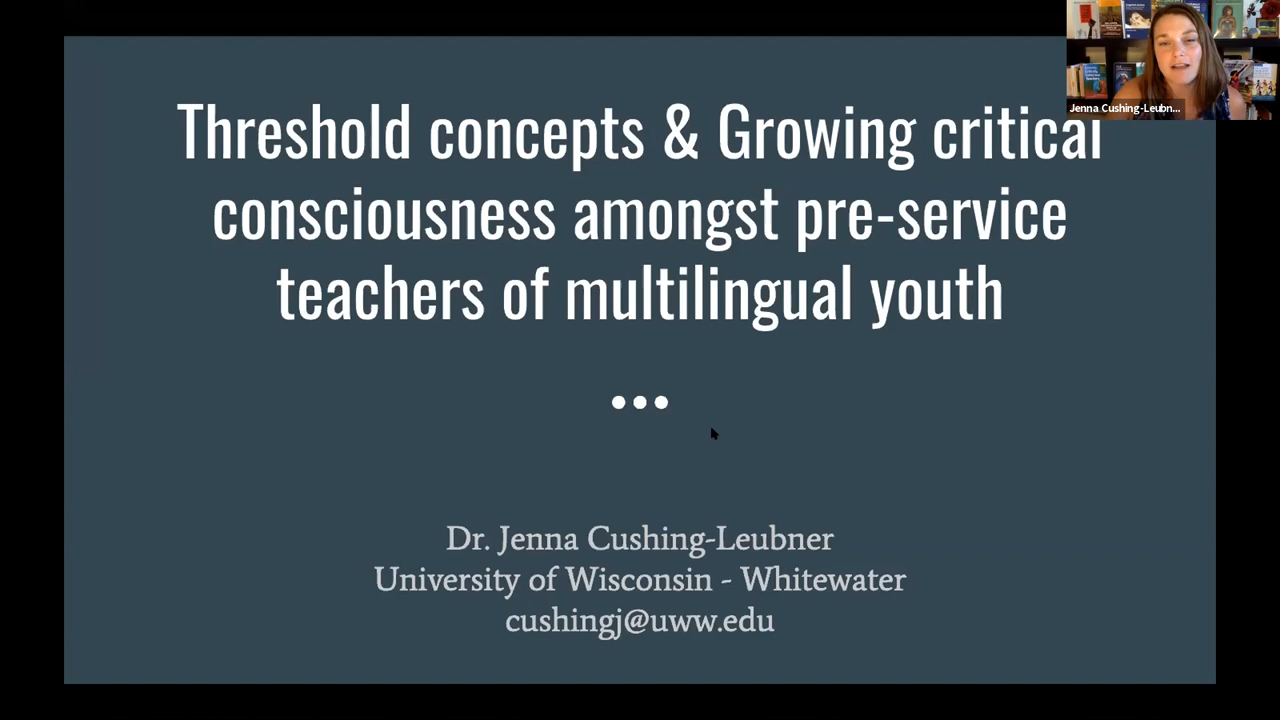 Threshold concepts & Growing critical
consciousness amongst pre-service
teachers of multilingual youth
Dr. Jenna Cushing-Leubner
University of Wisconsin - Whitewater
cushingj@uww.edu
Jenna Cushing-Leubn...